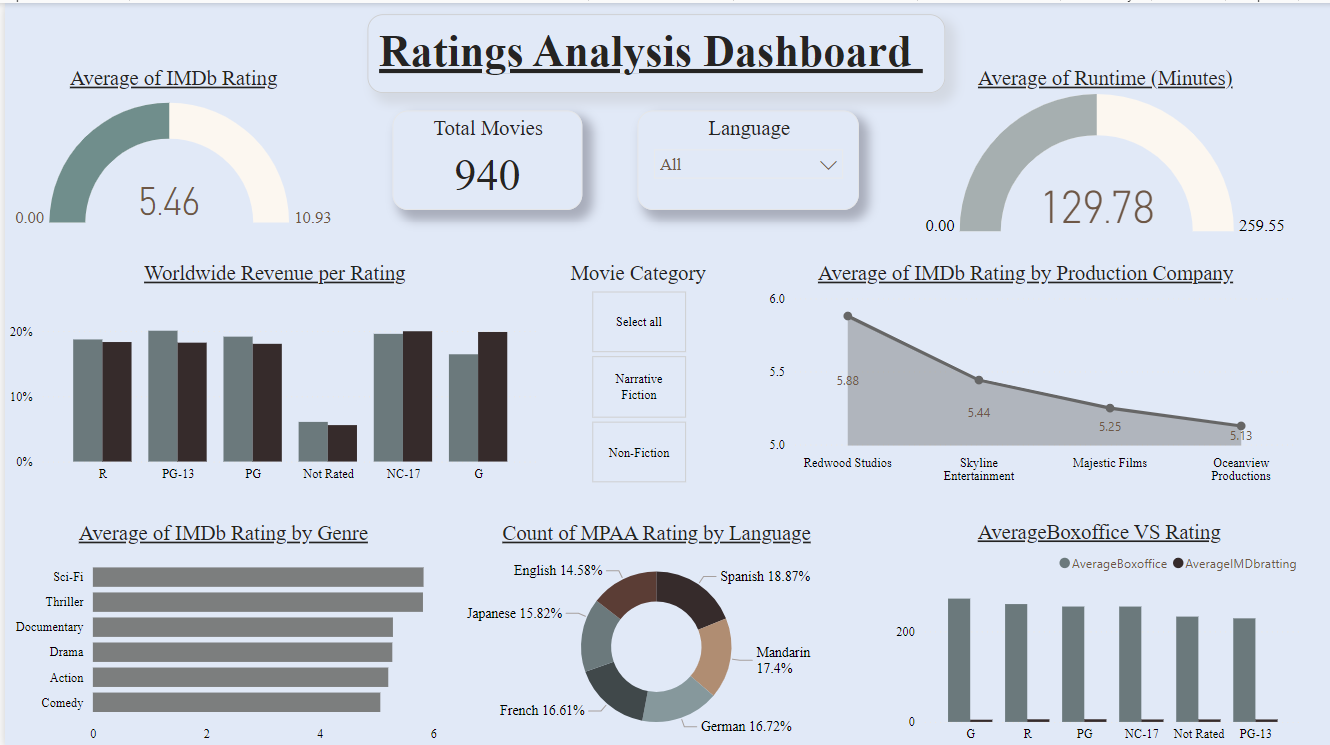 Ratings Analysis Dashboard
Average of IMDb Rating
5.46
0.00
10.93
Total Movies
940
Language
All
Average of Runtime (Minutes)
129.78
0.00
259.55
Worldwide Revenue per Rating
20%
10%
0%
R
PG-13
PG
Not Rated
NC-17
G
Movie Category
Select all
Narrative
Fiction
Non-Fiction
Average of IMDb Rating by Production Company
6.0
5.5
5.0
5.88
5.44
5.25
5.13
Redwood Studios
Skyline
Entertainment
Majestic Films
Oceanview
Productions
Average of IMDb Rating by Genre
Sci-Fi
Thriller
Documentary
Drama
Action
Comedy
0
2
4
6
Count of MPAA Rating by Language
English 14.58%
Spanish 18.87%
Japanese 15.82%
Mandarin
17.4%
French 16.61%
German 16.72%
AverageBoxoffice VS Rating
AverageBoxoffice
AverageIMDbratting
200
0
G
R
PG
NC-17
Not Rated
PG-13